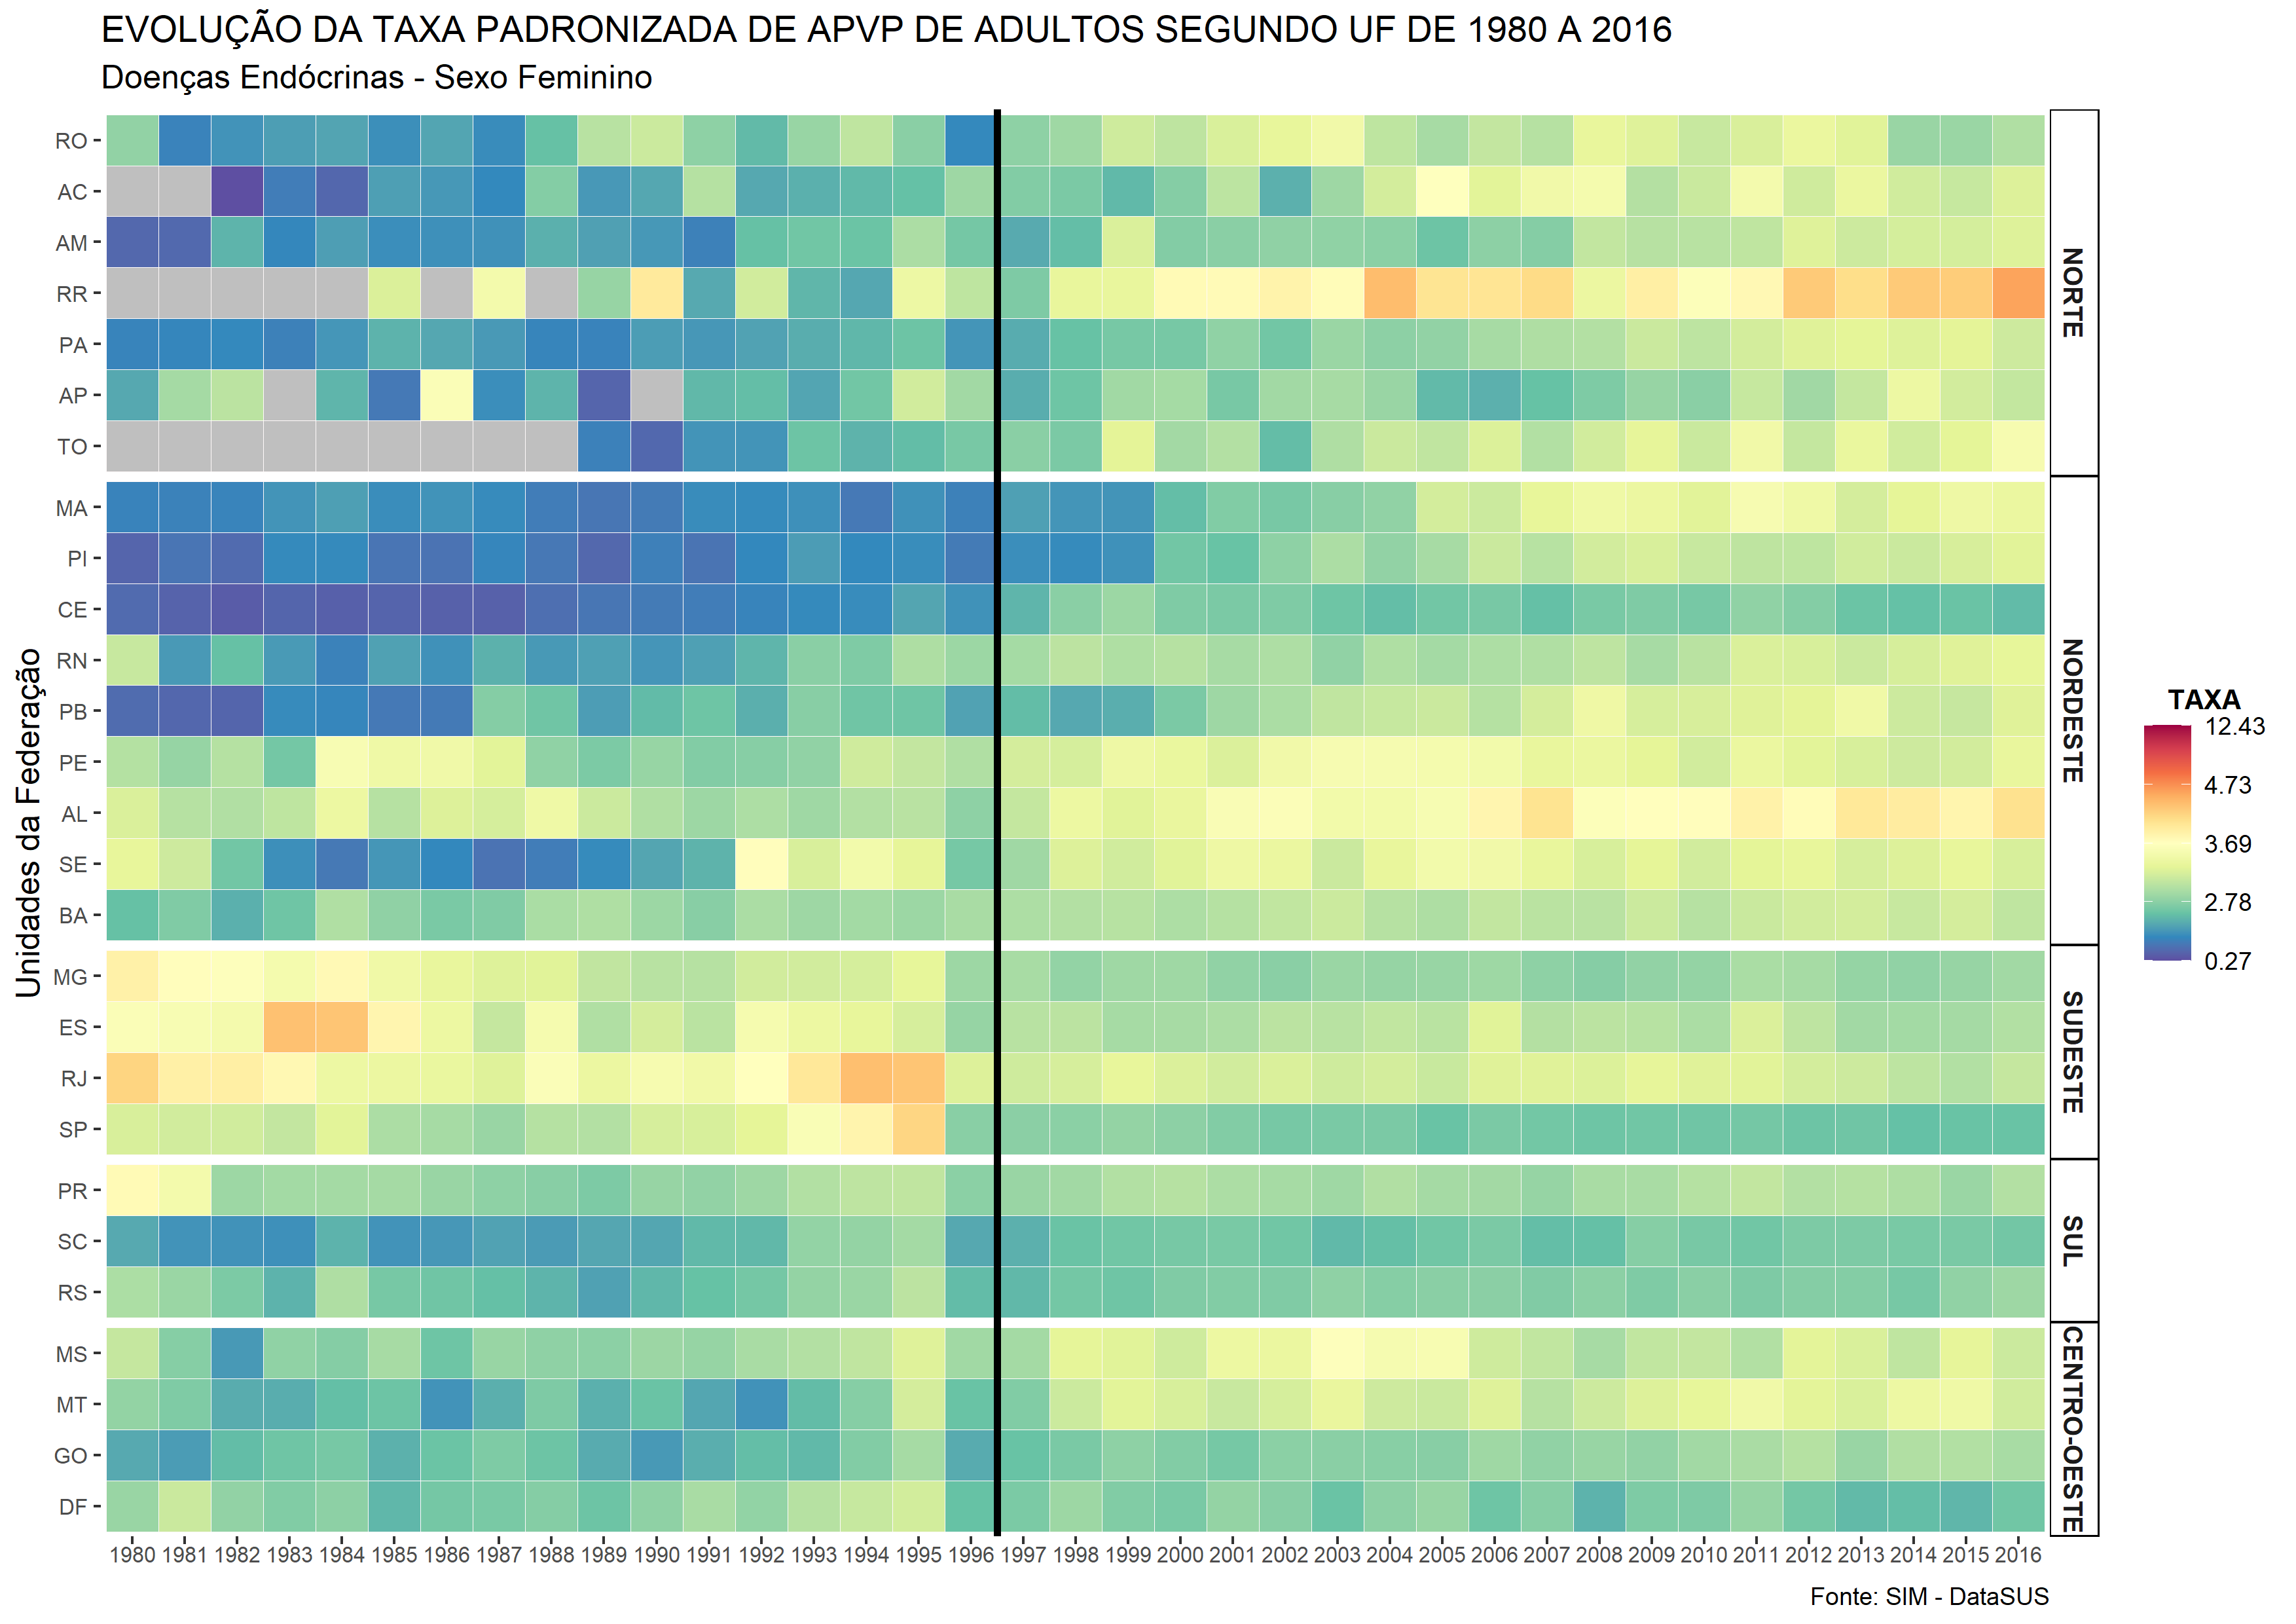 EVOLUÇÃO DA TAXA PADRONIZADA DE APVP DE ADULTOS SEGUNDO UF DE 1980 A 2016
Doenças Endócrinas - Sexo Feminino
Unidades da Federação
RO
AC
AM
RR
PA
AP
TO
NORTE
MA
PI
CE
RN
PB
PE
AL
SE
BA
NORDESTE
MG
ES
RJ
SP
SUDESTE
PR
SC
RS
SUL
MS
MT
GO
DF
CENTRO-OESTE
1980 1981 1982 1983 1984 1985 1986 1987 1988 1989 1990 1991 1992 1993 1994 1995 1996 1997 1998 1999 2000 2001 2002 2003 2004 2005 2006 2007 2008 2009 2010 2011 2012 2013 2014 2015 2016
TAXA
12.43
4.73
3.69
2.78
0.27
Fonte: SIM - DataSUS